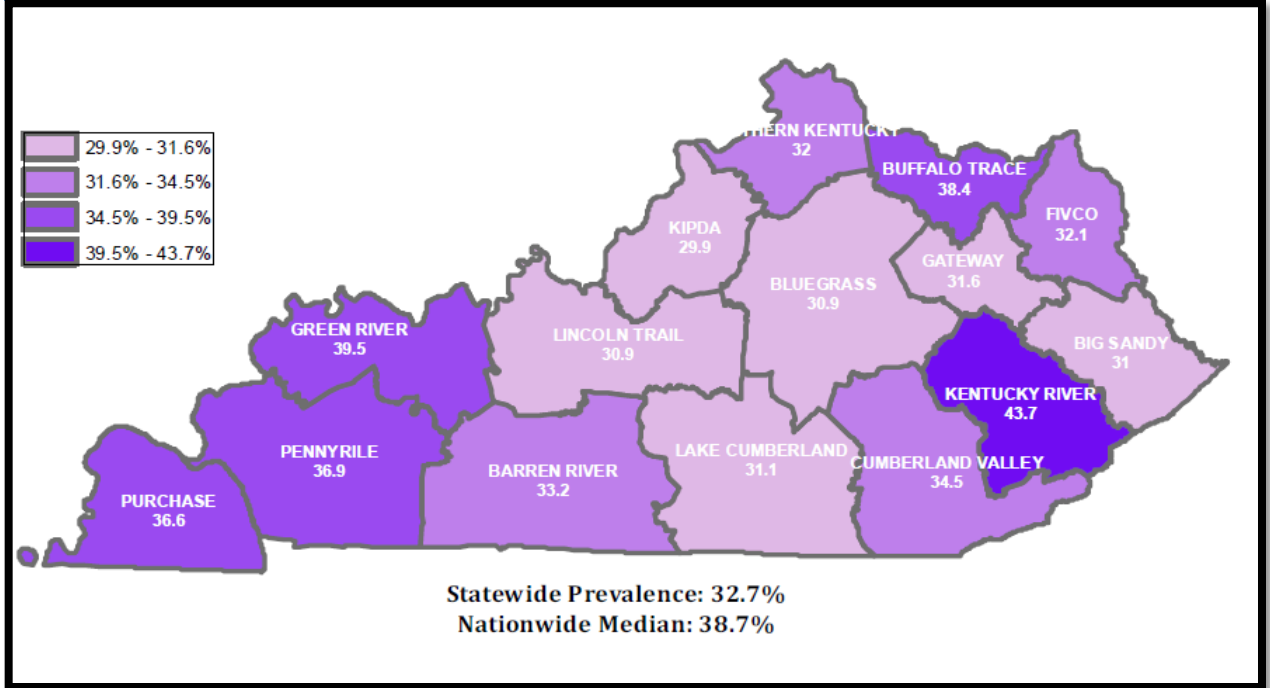 29.9% - 31.6%
31.6% - 34.5%
34.5% - 39.5%
39.5% - 43.7%
THERN KENTUCKY
32
BUFFALO TRACE
38.4
FIVCO
32.1
KIPDA
29.9
GATEWAY
31.6
BLUEGRASS
30.9
GREEN RIVER
39.5
LINCOLN TRAIL
30.9
BIG SANDY
31
KENTUCKY RIVER
43.7
PENNYRILE
36.9
BARREN RIVER
33.2
LAKE CUMBERLAND
31.1
CUMBERLAND VALLEY
34.5
PURCHASE
36.6
Statewide Prevalence: 32.7%
Nationwide Median: 38.7%